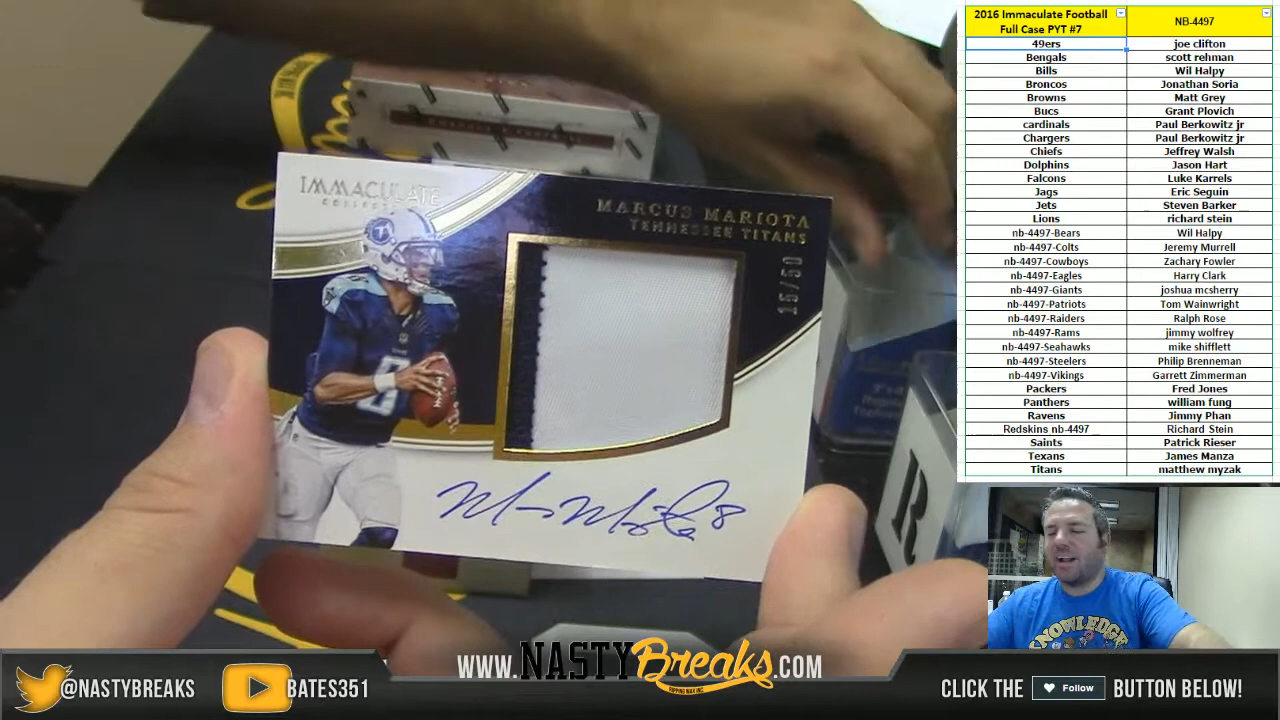 IMMACULATE
COLLECTION
MARCUS MARIOTA
TENNESSEE TITANS
15/50
8
R
2016 Immaculate Football
Full Case PYT #7
NB-4497
49ers joe clifton
Bengals scott rehman
Bills Wil Halpy
Broncos Jonathan Soria
Browns Matt Grey
Bucs Grant Plovich
cardinals Paul Berkowitz jr
Chargers Paul Berkowitz jr
Chiefs Jeffrey Walsh
Dolphins Jason Hart
Falcons Luke Karrels
Jags Eric Seguin
Jets Steven Barker
Lions richard stein
nb-4497-Bears Wil Halpy
nb-4497-Colts Jeremy Murrell
nb-4497-Cowboys Zachary Fowler
nb-4497-Eagles Harry Clark
nb-4497-Giants joshua mcsherry
nb-4497-Patriots Tom Wainwright
nb-4497-Raiders Ralph Rose
nb-4497-Rams jimmy wolfrey
nb-4497-Seahawks mike shifflett
nb-4497-Steelers Philip Brenneman
nb-4497-Vikings Garrett Zimmerman
Packers Fred Jones
Panthers william fung
Ravens Jimmy Phan
Redskins nb-4497 Richard Stein
Saints Patrick Rieser
Texans James Manza
Titans matthew myzak
KNOWLEDGE
@NASTYBREAKS
BATES351
WWW.NASTYBreaks.COM
RIPPING WAX INC
CLICK THE Follow BUTTON BELOW!